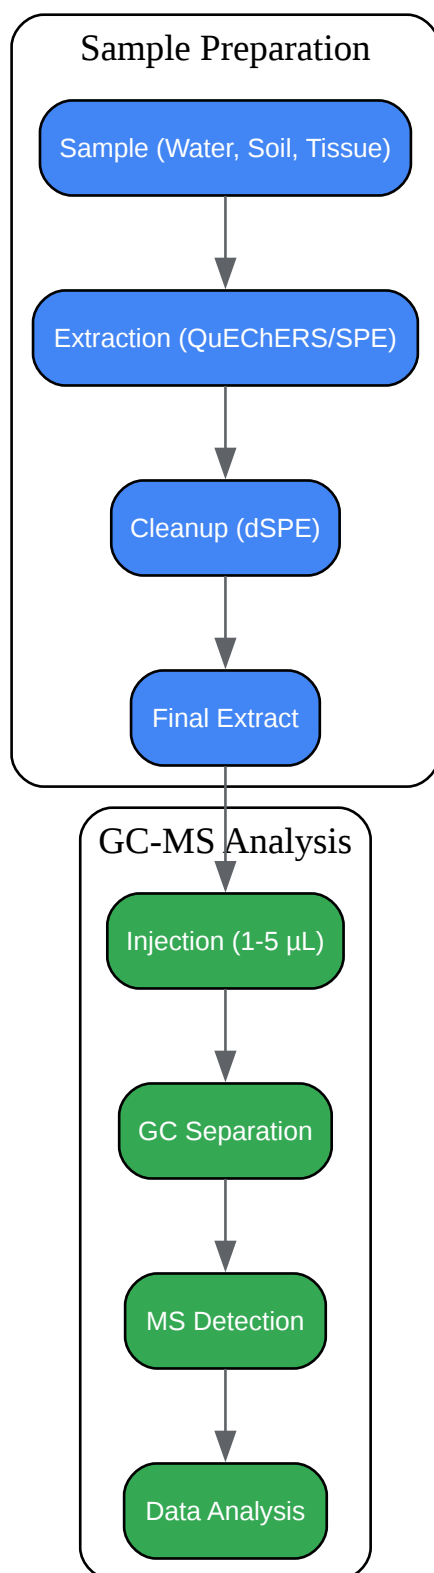 Sample Preparation
Sample (Water, Soil, Tissue)
Extraction (QuEChERS/SPE)
Cleanup (dSPE)
Final Extract
GC-MS Analysis
Injection (1-5 µL)
GC Separation
MS Detection
Data Analysis